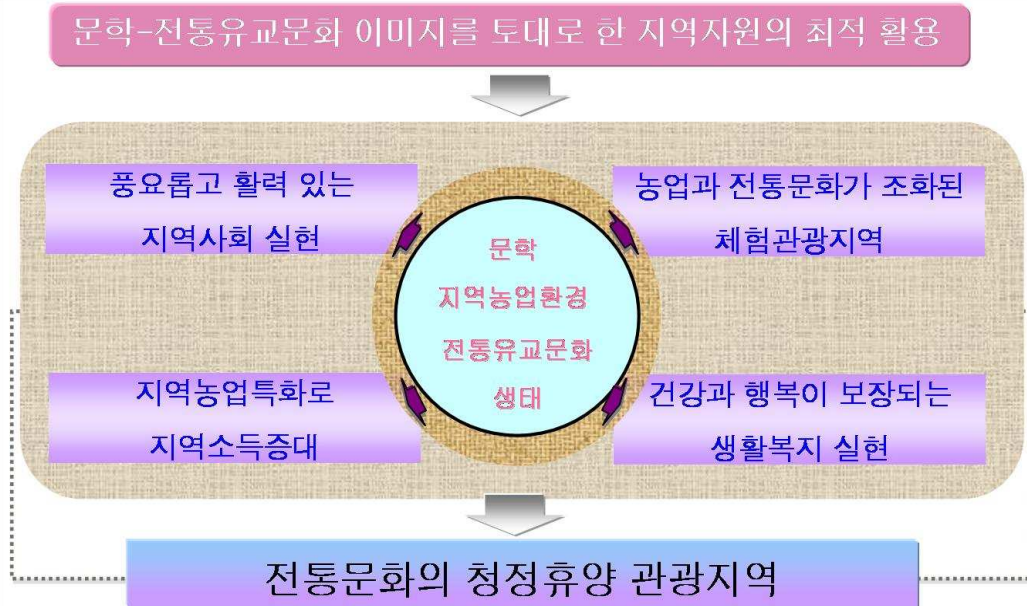 문학-전통유교문화 이미지를 토대로 한 지역자원의 최적 활용
풍요롭고 활력 있는
지역사회 실현
농업과 전통문화가 조화된
체험관광지역
문학
지역농업환경
전통유교문화
생태
지역농업특화로
지역소득증대
건강과 행복이 보장되는
생활복지 실현
전통문화의 청정휴양 관광지역